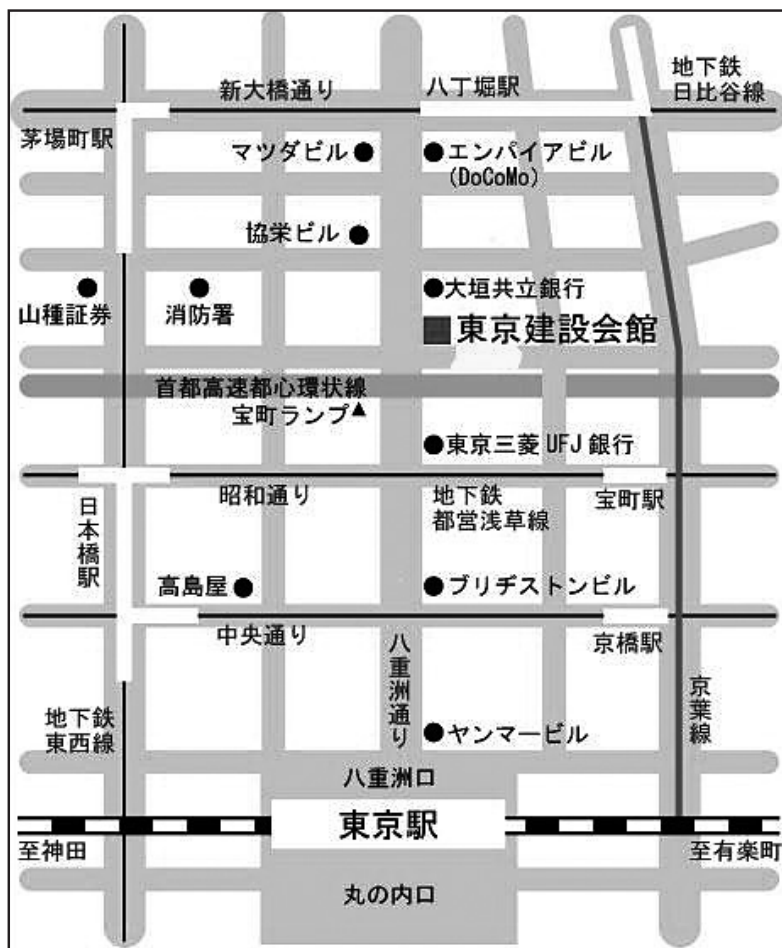 新大橋通り
八丁堀駅
地下鉄
日比谷線
茅場町駅
マツダビル
エンパイアビル
(DoCoMo)
協栄ビル
山種証券
消防署
大垣共立銀行
東京建設会館
首都高速都心環状線
宝町ランプ
東京三菱UFJ銀行
日本橋駅
昭和通り
地下鉄
都営浅草線
宝町駅
高島屋
ブリヂストンビル
中央通り
京橋駅
八重洲通り
地下鉄
東西線
京葉線
ヤンマービル
八重洲口
東京駅
至神田
至有楽町
丸の内口